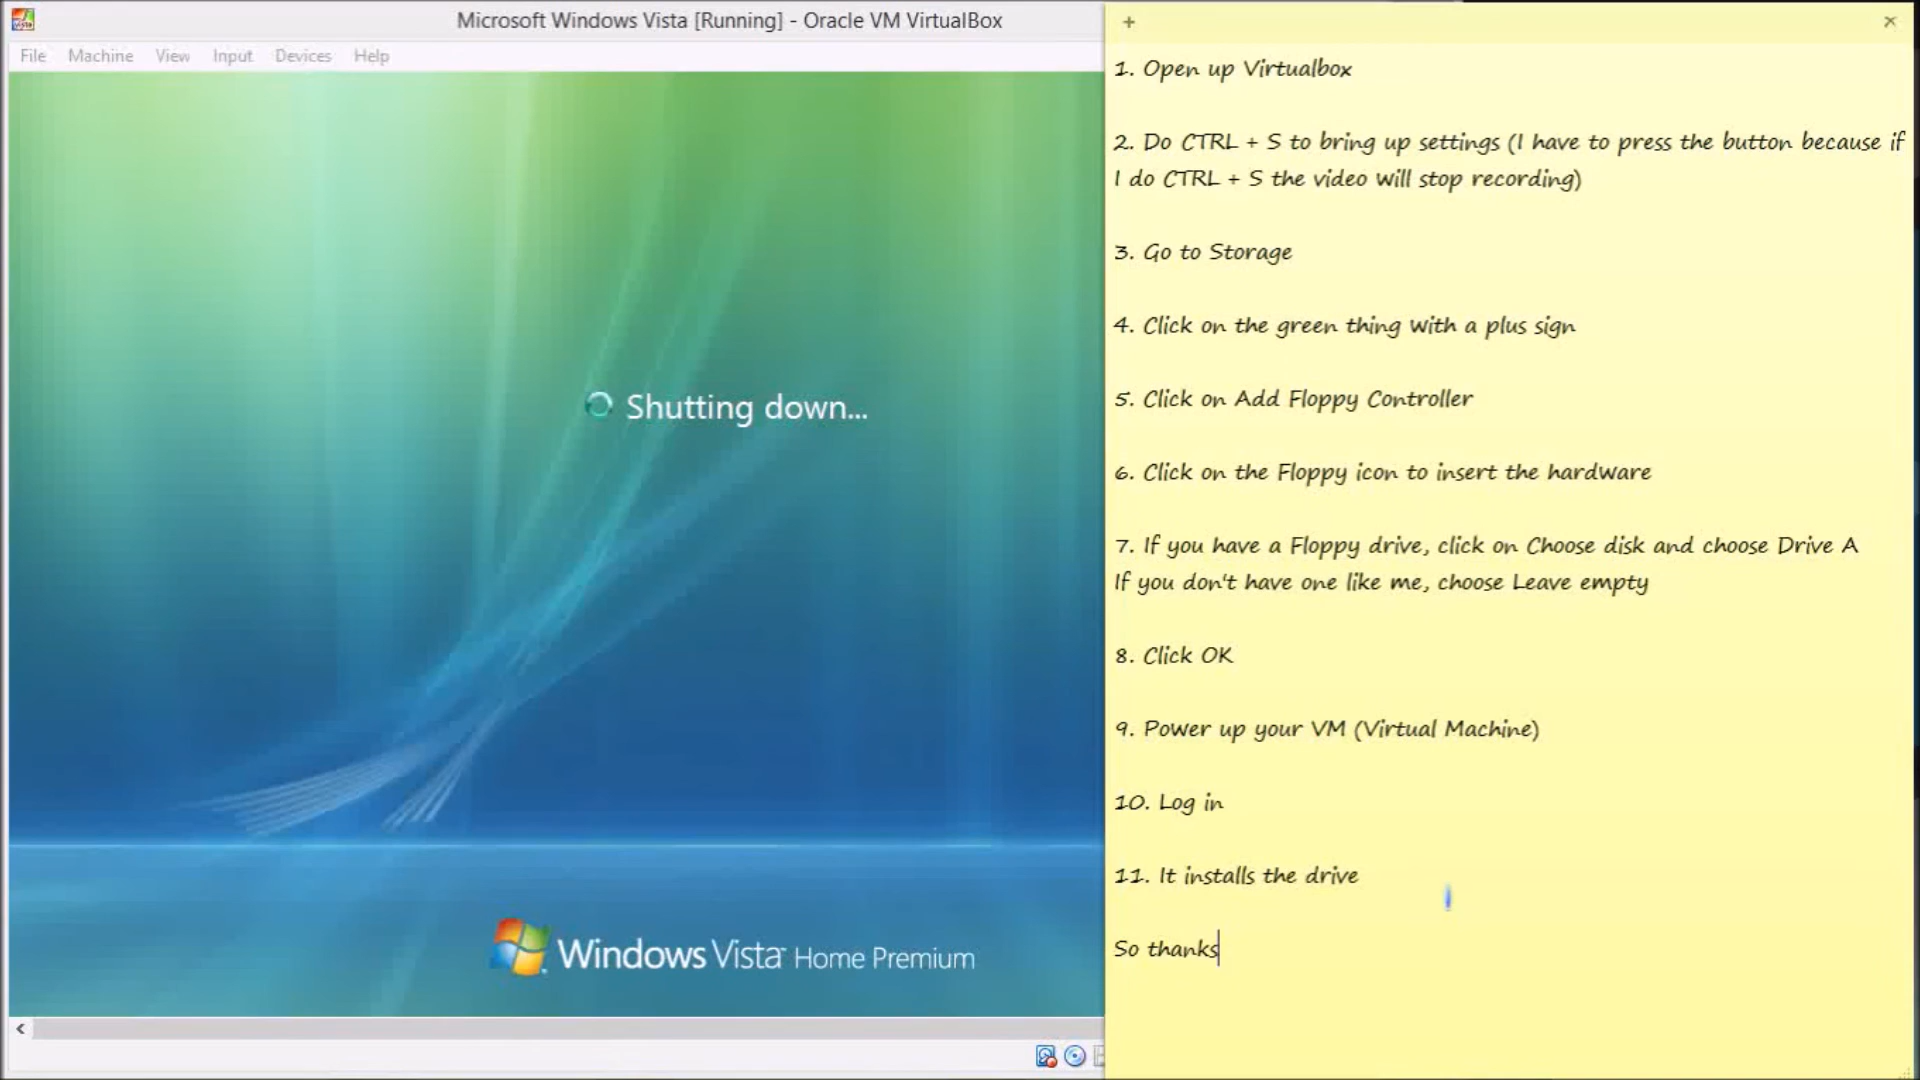 Microsoft Windows Vista [Running] - Oracle VM VirtualBox
File Machine View Input Devices Help
Shutting down...
Windows Vista Home Premium
1. Open up Virtualbox
2. Do CTRL + S to bring up settings (I have to press the button because if
I do CTRL + S the video will stop recording)
3. Go to Storage
4. Click on the green thing with a plus sign
5. Click on Add Floppy Controller
6. Click on the Floppy icon to insert the hardware
7. If you have a Floppy drive, click on Choose disk and choose Drive A
If you don't have one like me, choose Leave empty
8. Click OK
9. Power up your VM (Virtual Machine)
10. Log in
11. It installs the drive
So thanks